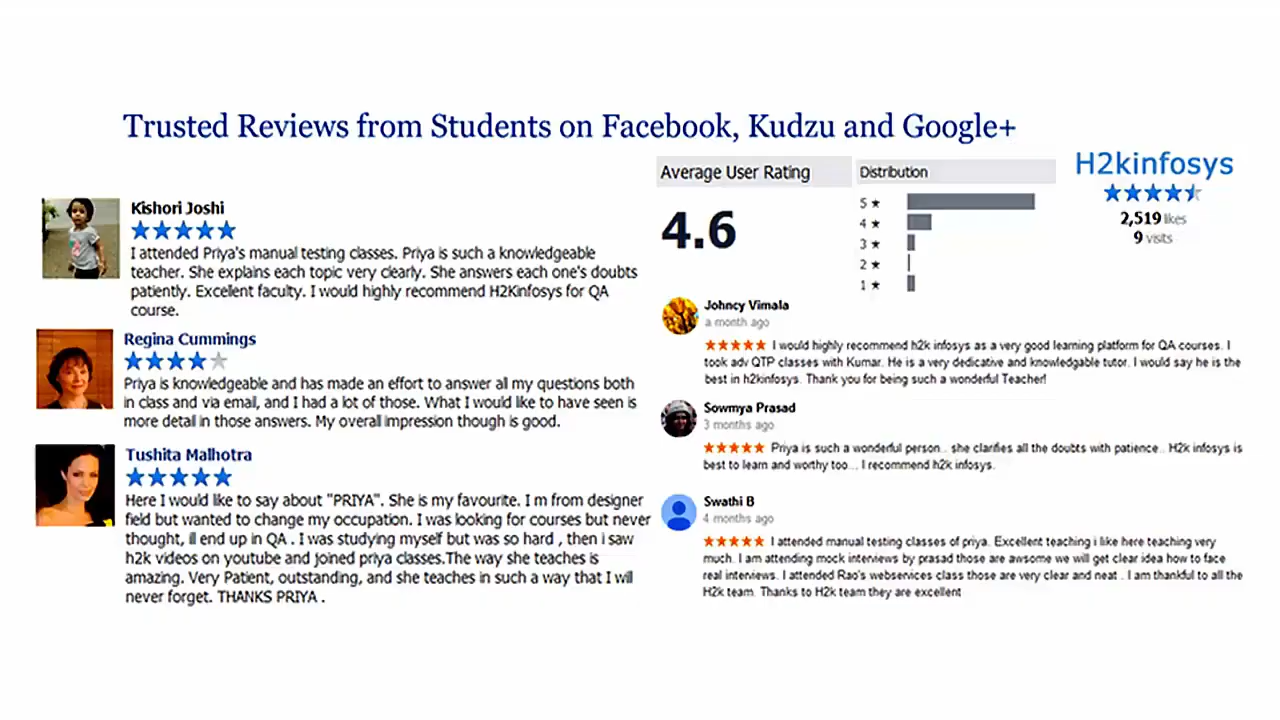 Trusted Reviews from Students on Facebook, Kudzu and Google+
Kishori Joshi
I attended Priya's manual testing classes. Priya is such a knowledgeable
teacher. She explains each topic very clearly. She answers each one's doubts
patiently. Excellent faculty. I would highly recommend H2Kinfosys for QA
course.
Regina Cummings
Priya is knowledgeable and has made an effort to answer all my questions both
in class and via email, and I had a lot of those. What I would like to have seen is
more detail in those answers. My overall impression though is good.
Tushita Malhotra
Here I would like to say about "PRIYA". She is my favourite. I m from designer
field but wanted to change my occupation. I was looking for courses but never
thought, ill end up in QA . I was studying myself but was so hard , then i saw
h2k videos on youtube and joined priya classes.The way she teaches is
amazing. Very Patient, outstanding, and she teaches in such a way that I will
never forget. THANKS PRIYA .
Average User Rating
4.6
Distribution
5 ★
4 ★
3 ★
2 ★
1 ★
H2kinfosys
2,519 likes
9 visits
Johncy Vimala
a month ago
★★★★★ I would highly recommend h2k infosys as a very good learning platform for QA courses. I
took adv QTP classes with Kumar. He is a very dedicative and knowledgable tutor. I would say he is the
best in h2kinfosys. Thank you for being such a wonderful Teacher!
Sowmya Prasad
3 months ago
★★★★★ Priya is such a wonderful person.. she clarifies all the doubts with patience.. H2k infosys is
best to learn and worthy too... I recommend h2k infosys.
Swathi B
4 months ago
★★★★★ I attended manual testing classes of priya. Excellent teaching i like here teaching very
much. I am attending mock interviews by prasad those are awsome we will get clear idea how to face
real interviews. I attended Rao's webservices class those are very clear and neat . I am thankful to all the
H2k team. Thanks to H2k team they are excellent